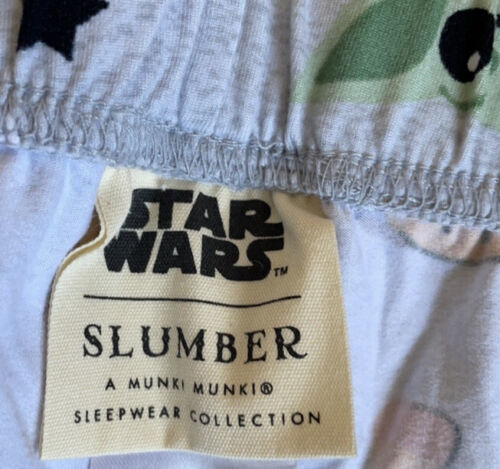 STAR
WARS™
SLUMBER
A MUNKI MUNKI®
SLEEPWEAR COLLECTION